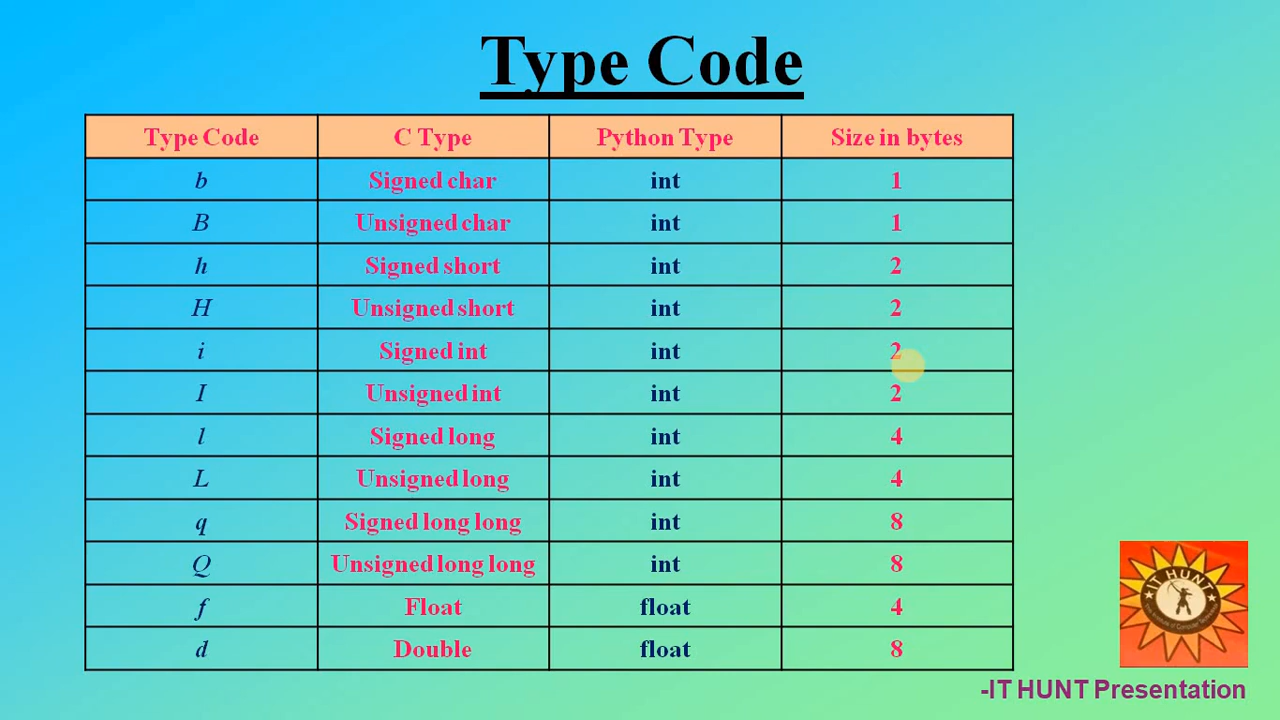 Type Code
Type Code C Type Python Type Size in bytes
b Signed char int 1
B Unsigned char int 1
h Signed short int 2
H Unsigned short int 2
i Signed int int 2
I Unsigned int int 2
l Signed long int 4
L Unsigned long int 4
q Signed long long int 8
Q Unsigned long long int 8
f Float float 4
d Double float 8
IT HUNT
-IT HUNT Presentation